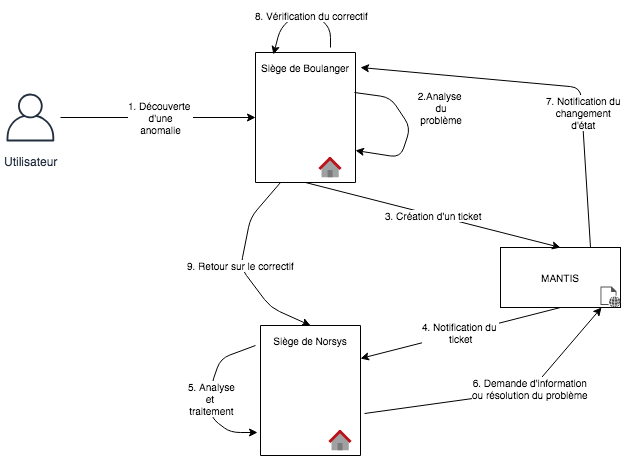 8. Vérification du correctif
Siège de Boulanger
1. Découverte
d'une
anomalie
2.Analyse
du
problème
7. Notification du
changement
d'état
Utilisateur
3. Création d'un ticket
9. Retour sur le correctif
MANTIS
4. Notification du
ticket
Siège de Norsys
5. Analyse
et
traitement
6. Demande d'information
ou résolution du problème